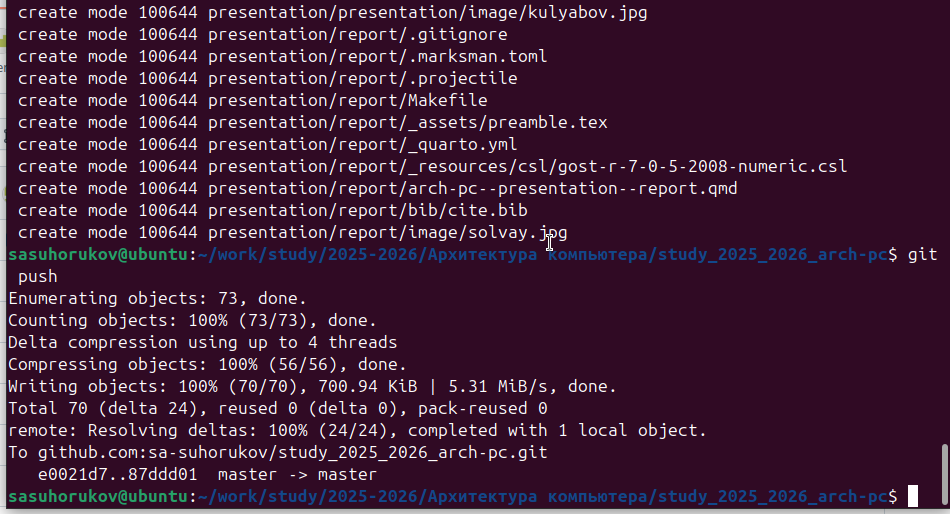 create mode 100644 presentation/presentation/image/kulyabov.jpg
create mode 100644 presentation/report/.gitignore
create mode 100644 presentation/report/.marksman.toml
create mode 100644 presentation/report/.projectile
create mode 100644 presentation/report/Makefile
create mode 100644 presentation/report/_assets/preamble.tex
create mode 100644 presentation/report/_quarto.yml
create mode 100644 presentation/report/_resources/csl/gost-r-7-0-5-2008-numeric.csl
create mode 100644 presentation/report/arch-pc--presentation--report.qmd
create mode 100644 presentation/report/bib/cite.bib
create mode 100644 presentation/report/image/solvay.jpg
sasuhorukov@ubuntu:~/work/study/2025-2026/Архитектура компьютера/study_2025_2026_arch-pc$ git
push
Enumerating objects: 73, done.
Counting objects: 100% (73/73), done.
Delta compression using up to 4 threads
Compressing objects: 100% (56/56), done.
Writing objects: 100% (70/70), 700.94 KiB | 5.31 MiB/s, done.
Total 70 (delta 24), reused 0 (delta 0), pack-reused 0
remote: Resolving deltas: 100% (24/24), completed with 1 local object.
To github.com:sa-suhorukov/study_2025_2026_arch-pc.git
e0021d7..87ddd01  master -> master
sasuhorukov@ubuntu:~/work/study/2025-2026/Архитектура компьютера/study_2025_2026_arch-pc$